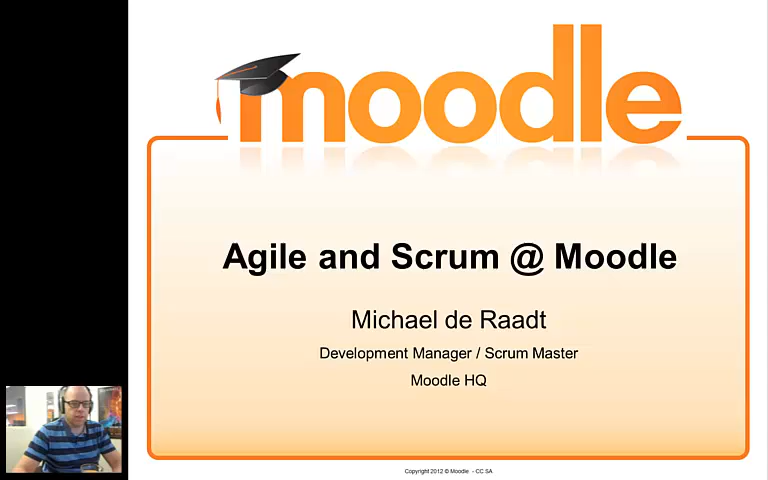 moodle
Agile and Scrum @ Moodle
Michael de Raadt
Development Manager / Scrum Master
Moodle HQ
Copyright 2012 © Moodle - CC SA